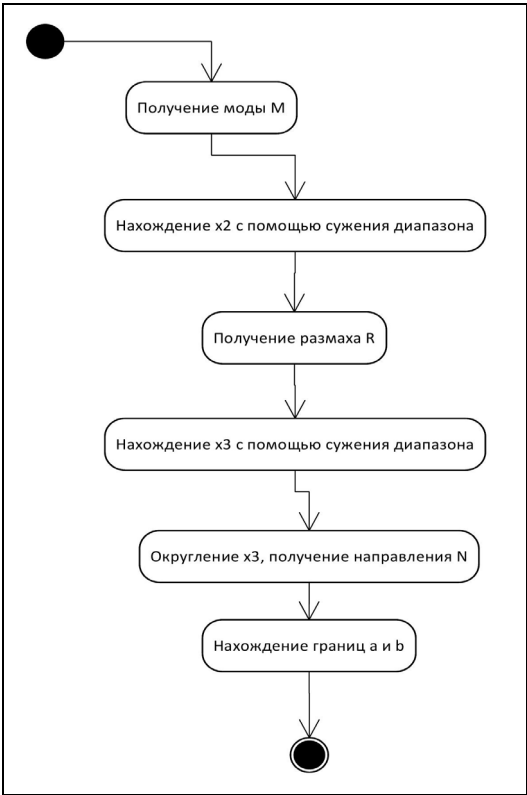 Получение моды M
Нахождение x2 с помощью сужения диапазона
Получение размаха R
Нахождение x3 с помощью сужения диапазона
Округление x3, получение направления N
Нахождение границ a и b